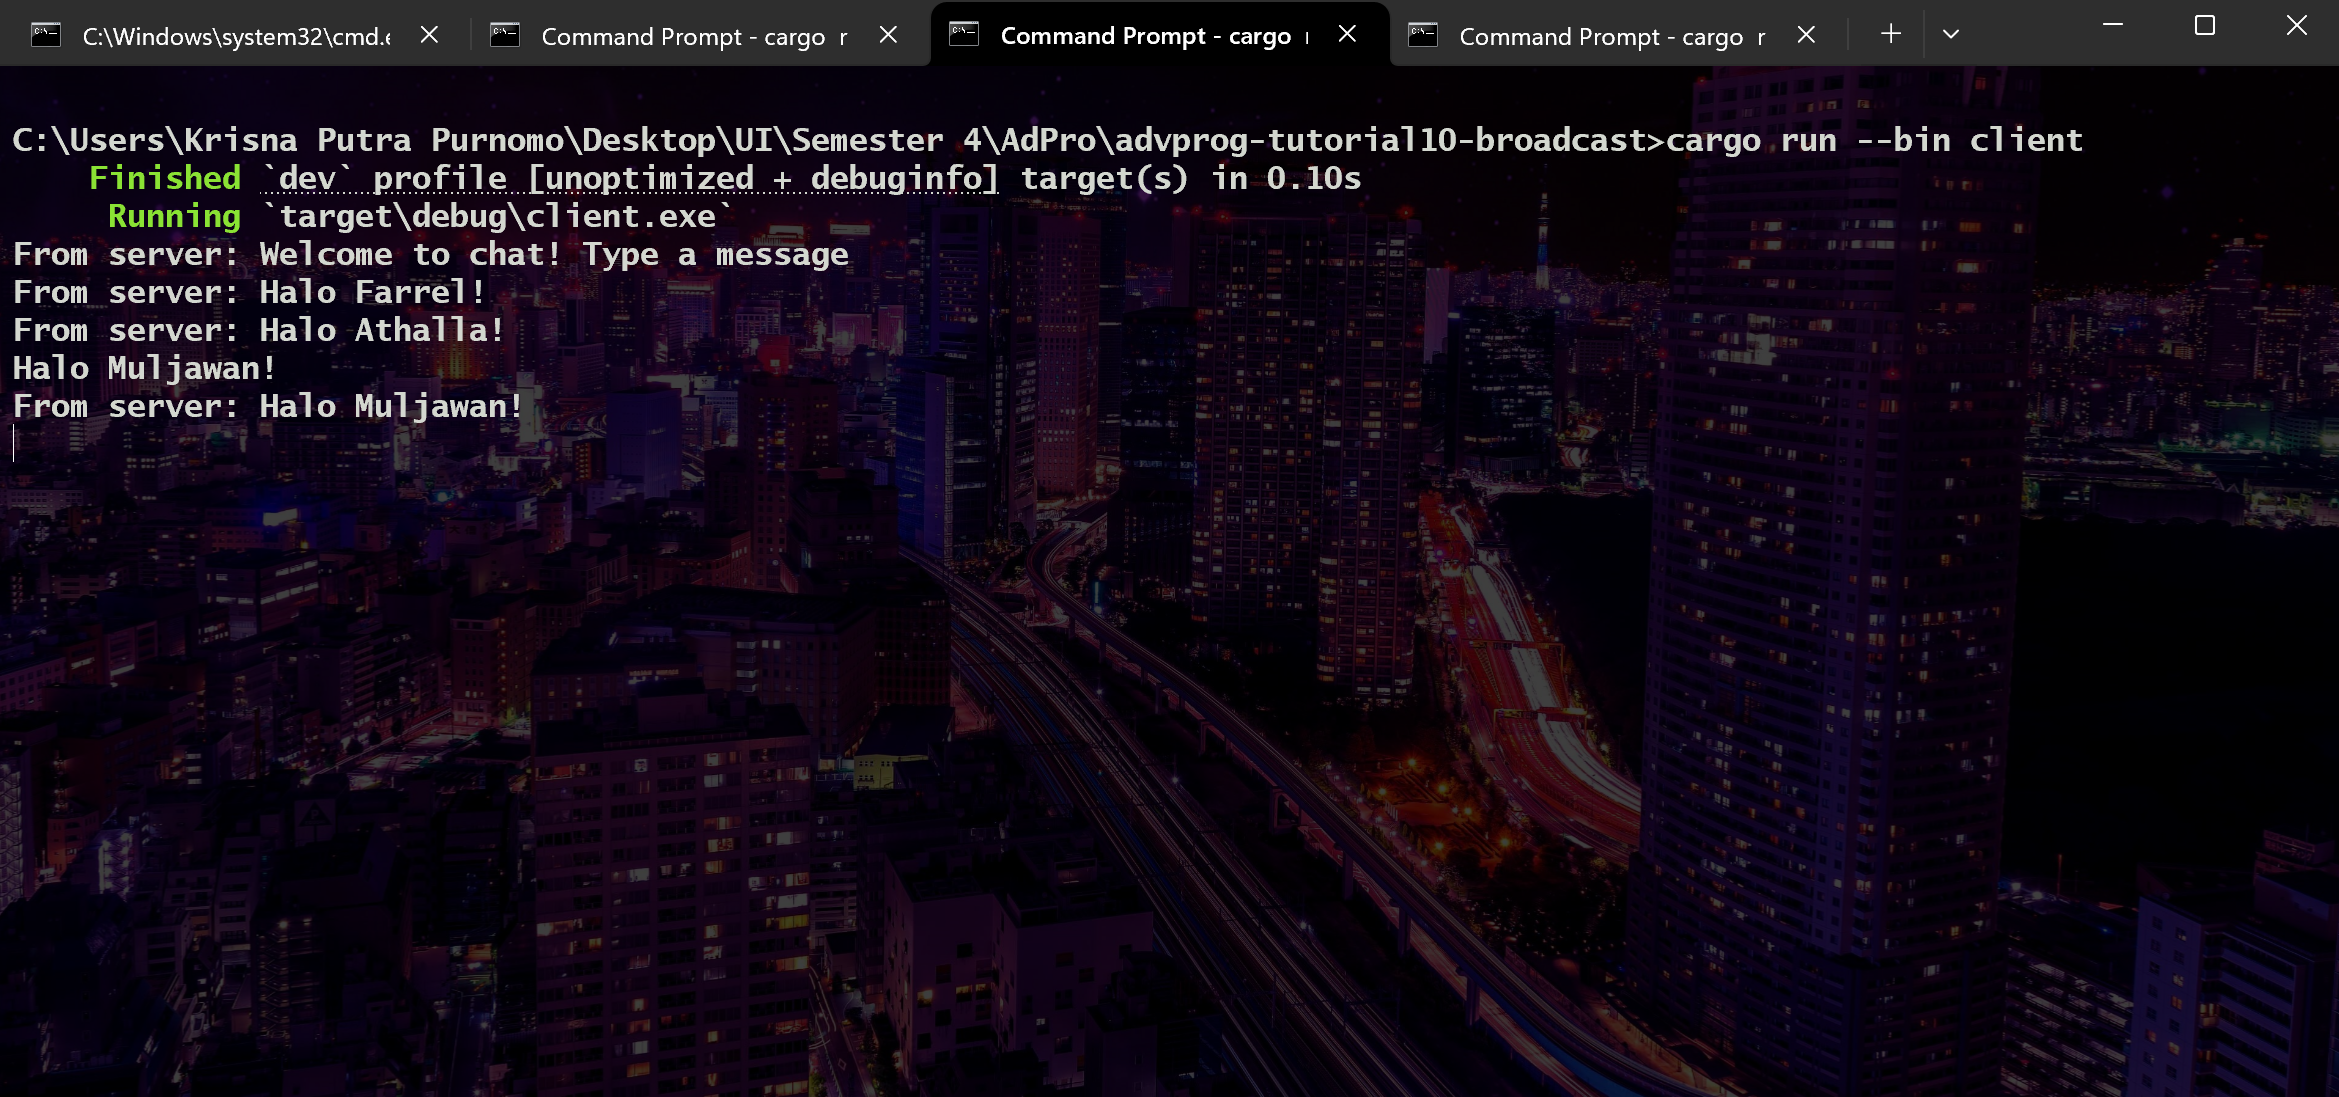 C:\Windows\system32\cmd.e
Command Prompt - cargo r
Command Prompt - cargo r
Command Prompt - cargo r
C:\Users\Krisna Putra Purnomo\Desktop\UI\Semester 4\AdPro\advprog-tutorial10-broadcast>cargo run --bin client
Finished `dev` profile [unoptimized + debuginfo] target(s) in 0.10s
Running `target\debug\client.exe`
From server: Welcome to chat! Type a message
From server: Halo Farrel!
From server: Halo Athalla!
Halo Muljawan!
From server: Halo Muljawan!